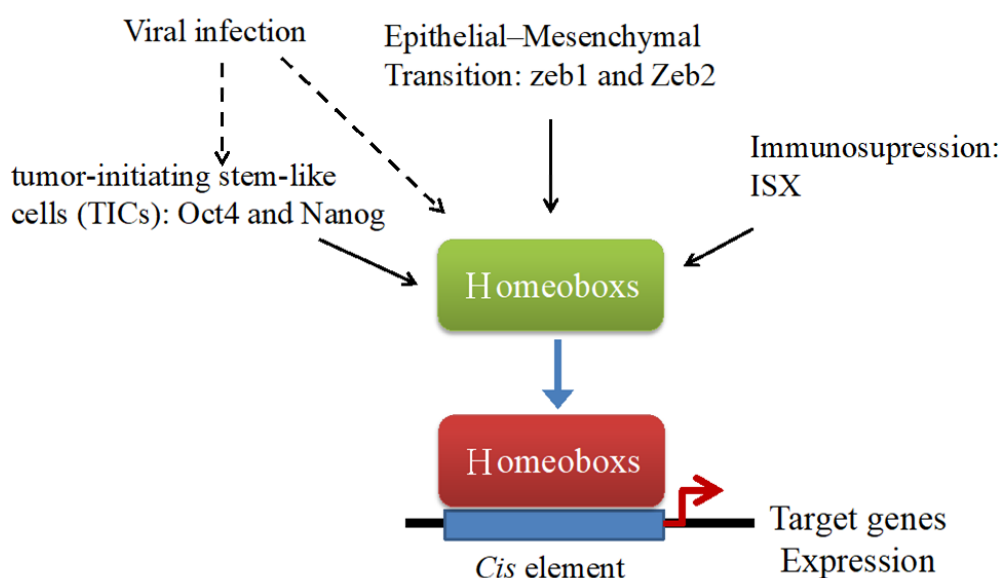 Viral infection
Epithelial–Mesenchymal
Transition: zeb1 and Zeb2
Immunosupression:
ISX
tumor-initiating stem-like
cells (TICs): Oct4 and Nanog
Homeoboxs
Homeoboxs
Target genes
Expression
Cis element